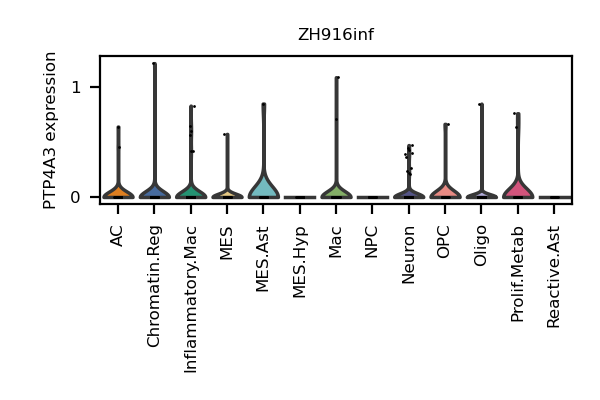 ZH916inf
PTP4A3 expression
1
0
AC
Chromatin.Reg
Inflammatory.Mac
MES
MES.Ast
MES.Hyp
Mac
NPC
Neuron
OPC
Oligo
Prolif.Metab
Reactive.Ast